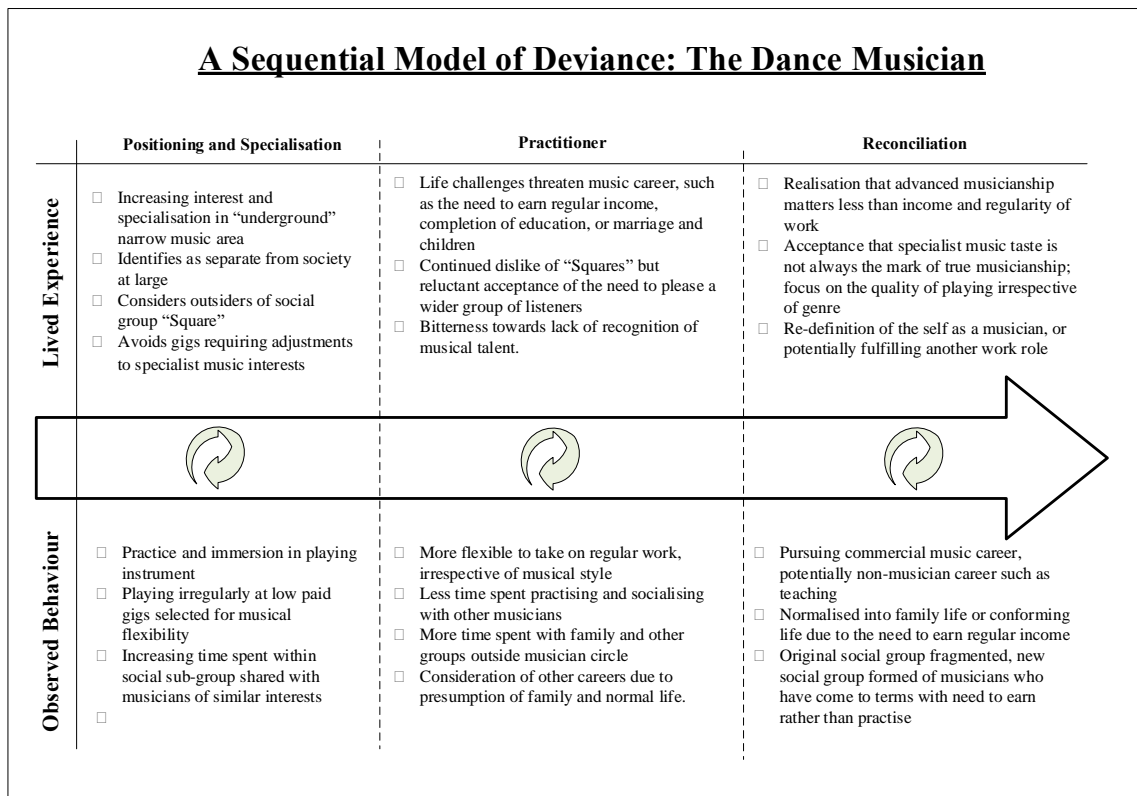 A Sequential Model of Deviance: The Dance Musician
Positioning and Specialisation
Practitioner
Reconciliation
Lived Experience
Increasing interest and
specialisation in “underground”
narrow music area
Identifies as separate from society
at large
Considers outsiders of social
group “Square”
Avoids gigs requiring adjustments
to specialist music interests
Life challenges threaten music career, such
as the need to earn regular income,
completion of education, or marriage and
children
Continued dislike of “Squares” but
reluctant acceptance of the need to please a
wider group of listeners
Bitterness towards lack of recognition of
musical talent.
Realisation that advanced musicianship
matters less than income and regularity of
work
Acceptance that specialist music taste is
not always the mark of true musicianship;
focus on the quality of playing irrespective
of genre
Re-definition of the self as a musician, or
potentially fulfilling another work role
Observed Behaviour
Practice and immersion in playing
instrument
Playing irregularly at low paid
gigs selected for musical
flexibility
Increasing time spent within
social sub-group shared with
musicians of similar interests
More flexible to take on regular work,
irrespective of musical style
Less time spent practising and socialising
with other musicians
More time spent with family and other
groups outside musician circle
Consideration of other careers due to
presumption of family and normal life.
Pursuing commercial music career,
potentially non-musician career such as
teaching
Normalised into family life or conforming
life due to the need to earn regular income
Original social group fragmented, new
social group formed of musicians who
have come to terms with need to earn
rather than practise